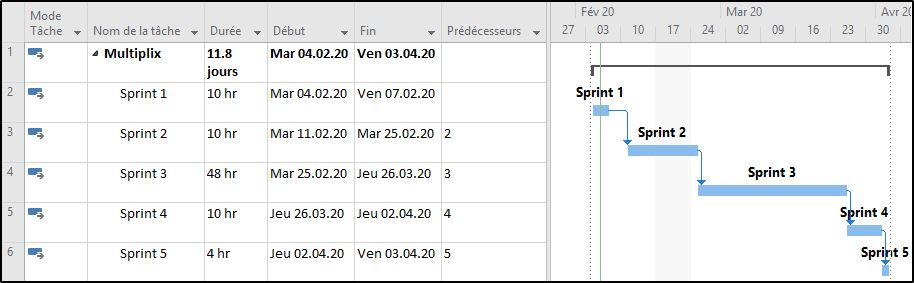 Mode Tâche Nom de la tâche Durée Début Fin Prédécesseurs
Fév 20 Mar 20 Avr 20
27 03 10 17 24 02 09 16 23 30
1 Multiplix 11.8 jours Mar 04.02.20 Ven 03.04.20
2 Sprint 1 10 hr Mar 04.02.20 Ven 07.02.20
3 Sprint 2 10 hr Mar 11.02.20 Mar 25.02.20 2
4 Sprint 3 48 hr Mar 25.02.20 Jeu 26.03.20 3
5 Sprint 4 10 hr Jeu 26.03.20 Jeu 02.04.20 4
6 Sprint 5 4 hr Jeu 02.04.20 Ven 03.04.20 5
Sprint 1
Sprint 2
Sprint 3
Sprint 4
Sprint 5